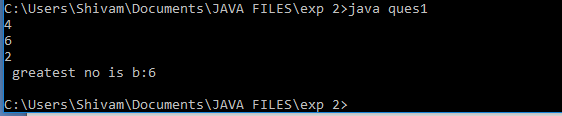 C:\Users\Shivam\Documents\JAVA FILES\exp 2>java ques1
4
6
2
 greatest no is b:6
C:\Users\Shivam\Documents\JAVA FILES\exp 2>